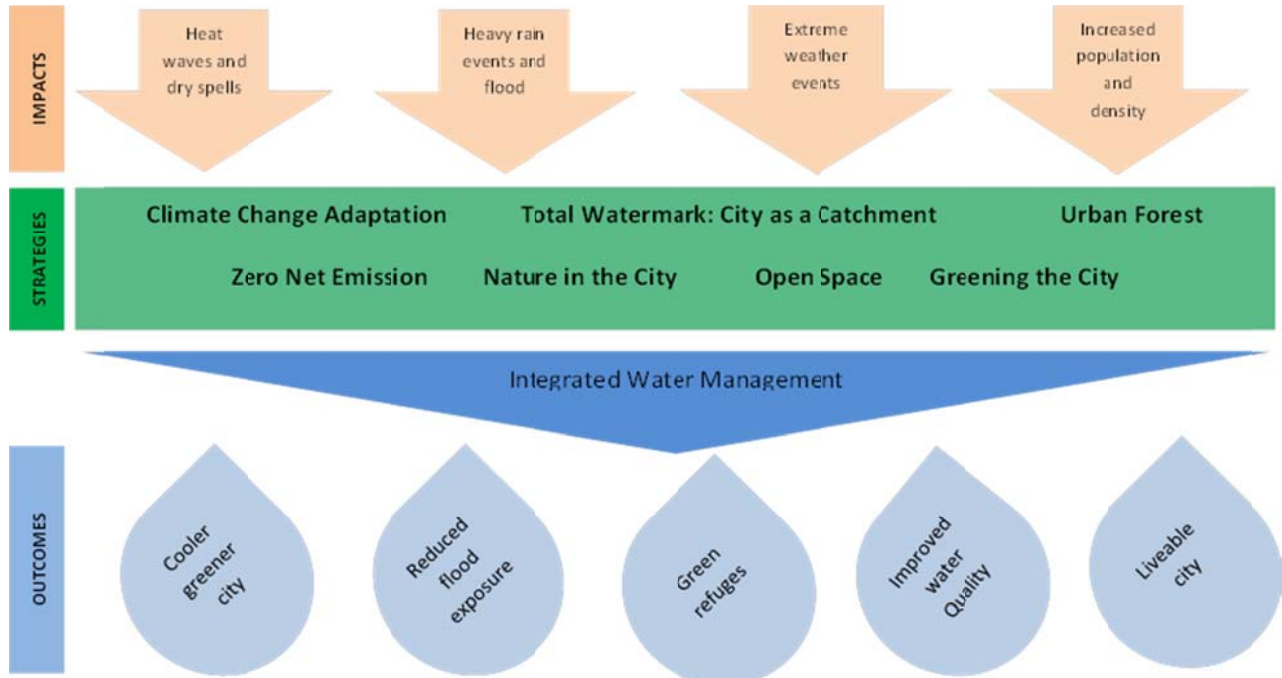 IMPACTS
Heat
waves and
dry spells
Heavy rain
events and
flood
Extreme
weather
events
Increased
population
and
density
STRATEGIES
Climate Change Adaptation
Total Watermark: City as a Catchment
Urban Forest
Zero Net Emission
Nature in the City
Open Space
Greening the City
Integrated Water Management
OUTCOMES
Cooler
greener
city
Reduced
flood
exposure
Green
refuges
Improved
water
Quality
Liveable
city